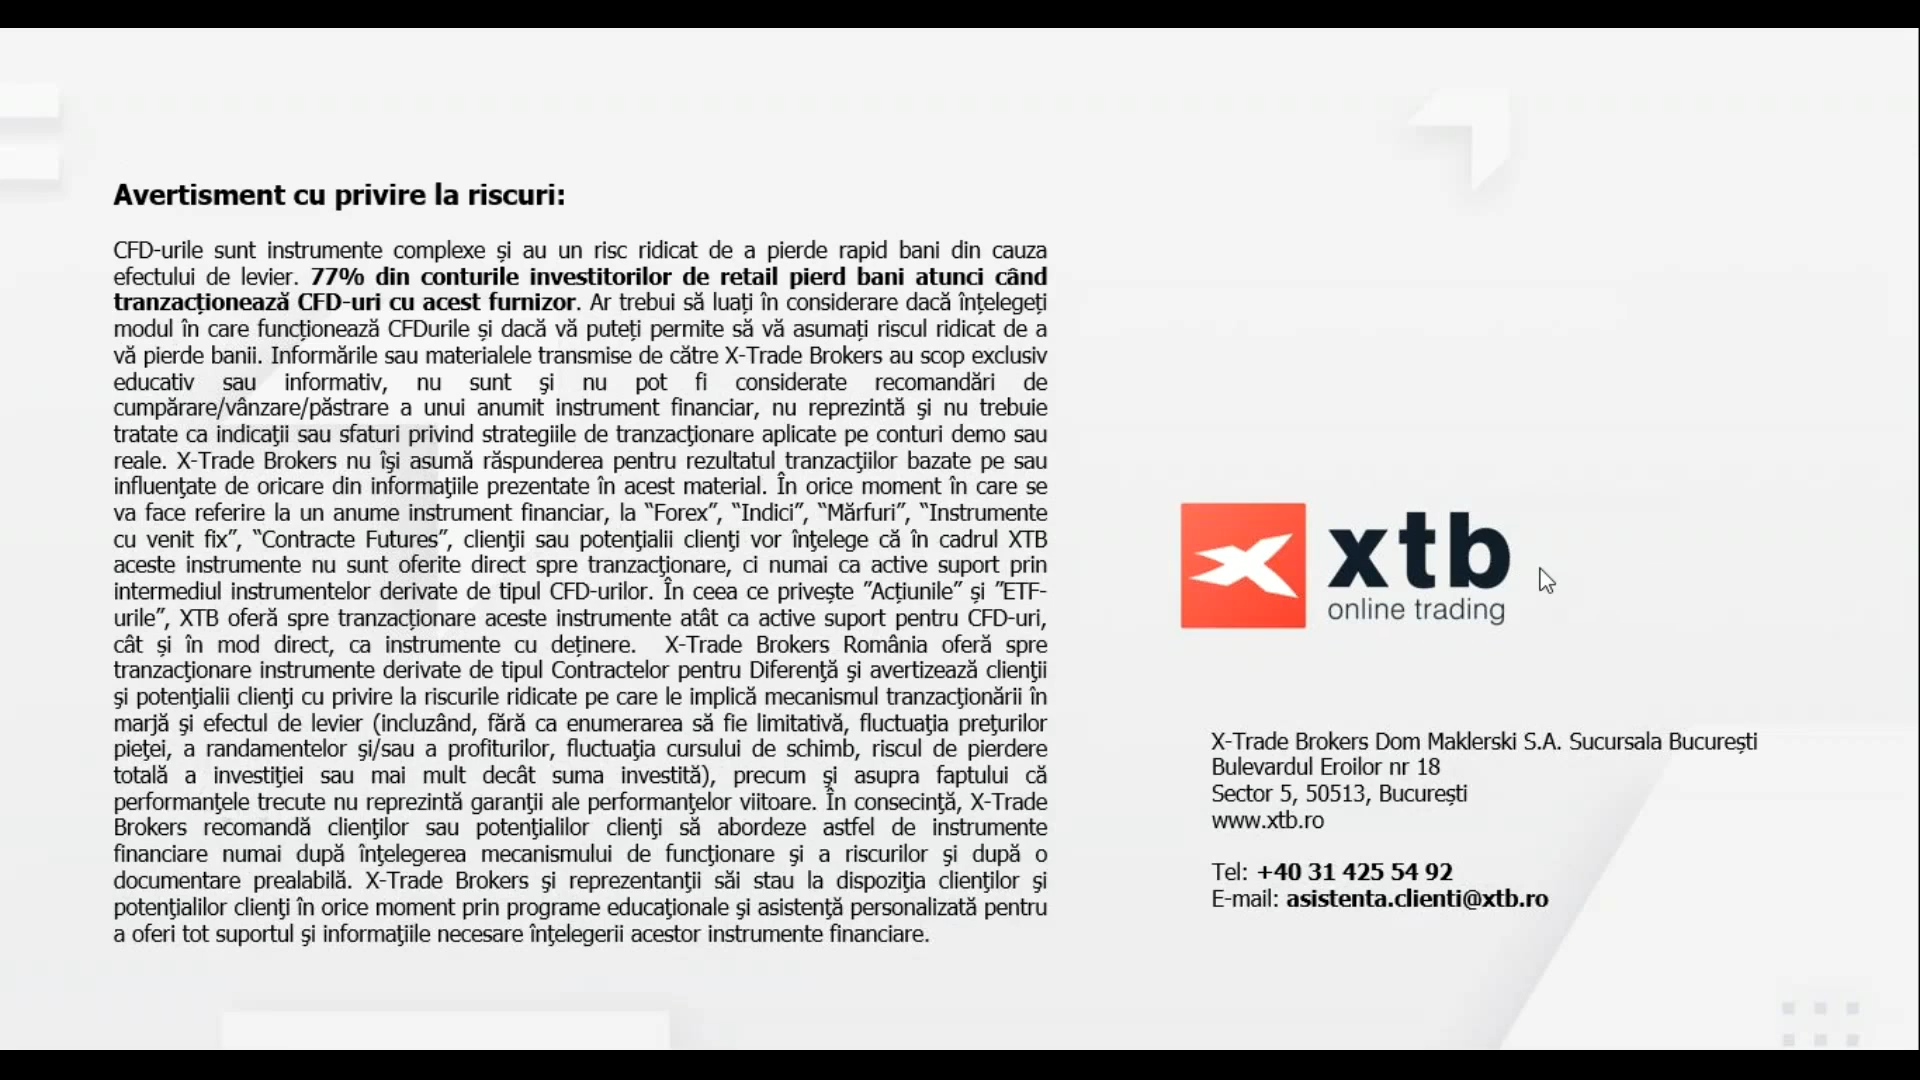 Avertisment cu privire la riscuri:
CFD-urile sunt instrumente complexe și au un risc ridicat de a pierde rapid bani din cauza
efectului de levier. 77% din conturile investitorilor de retail pierd bani atunci când
tranzacționează CFD-uri cu acest furnizor. Ar trebui să luați în considerare dacă înțelegeți
modul în care funcționează CFDurile și dacă vă puteți permite să vă asumați riscul ridicat de a
vă pierde banii. Informările sau materialele transmise de către X-Trade Brokers au scop exclusiv
educativ sau informativ, nu sunt şi nu pot fi considerate recomandări de
cumpărare/vânzare/păstrare a unui anumit instrument financiar, nu reprezintă şi nu trebuie
tratate ca indicaţii sau sfaturi privind strategiile de tranzacţionare aplicate pe conturi demo sau
reale. X-Trade Brokers nu îşi asumă răspunderea pentru rezultatul tranzacţiilor bazate pe sau
influenţate de oricare din informaţiile prezentate în acest material. În orice moment în care se
va face referire la un anume instrument financiar, la “Forex”, “Indici”, “Mărfuri”, “Instrumente
cu venit fix”, “Contracte Futures”, clienţii sau potenţialii clienţi vor înţelege că în cadrul XTB
aceste instrumente nu sunt oferite direct spre tranzacţionare, ci numai ca active suport prin
intermediul instrumentelor derivate de tipul CFD-urilor. În ceea ce privește ”Acțiunile” și ”ETF-
urile”, XTB oferă spre tranzacționare aceste instrumente atât ca active suport pentru CFD-uri,
cât și în mod direct, ca instrumente cu deținere. X-Trade Brokers România oferă spre
tranzacţionare instrumente derivate de tipul Contractelor pentru Diferenţă şi avertizează clienţii
şi potenţialii clienţi cu privire la riscurile ridicate pe care le implică mecanismul tranzacţionării în
marjă şi efectul de levier (incluzând, fără ca enumerarea să fie limitativă, fluctuaţia preţurilor
pieţei, a randamentelor şi/sau a profiturilor, fluctuaţia cursului de schimb, riscul de pierdere
totală a investiţiei sau mai mult decât suma investită), precum şi asupra faptului că
performanţele trecute nu reprezintă garanţii ale performanţelor viitoare. În consecinţă, X-Trade
Brokers recomandă clienţilor sau potenţialilor clienţi să abordeze astfel de instrumente
financiare numai după înţelegerea mecanismului de funcţionare şi a riscurilor şi după o
documentare prealabilă. X-Trade Brokers şi reprezentanţii săi stau la dispoziţia clienţilor şi
potenţialilor clienţi în orice moment prin programe educaţionale şi asistenţă personalizată pentru
a oferi tot suportul şi informaţiile necesare înţelegerii acestor instrumente financiare.
xtb
online trading
X-Trade Brokers Dom Maklerski S.A. Sucursala București
Bulevardul Eroilor nr 18
Sector 5, 50513, București
www.xtb.ro
Tel: +40 31 425 54 92
E-mail: asistenta.clienti@xtb.ro